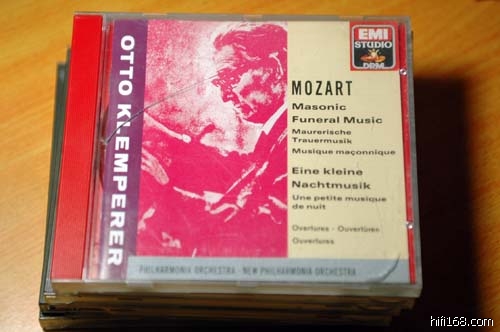 OTTO KLEMPERER
EMI
STUDIO
DRM
MOZART
Masonic
Funeral Music
Maurerische
Trauermusik
Musique maçonnique
Eine kleine
Nachtmusik
Une petite musique
de nuit
Overtures · Ouvertüren
Ouvertures
PHILHARMONIA ORCHESTRA · NEW PHILHARMONIA ORCHESTRA
hifi168.com